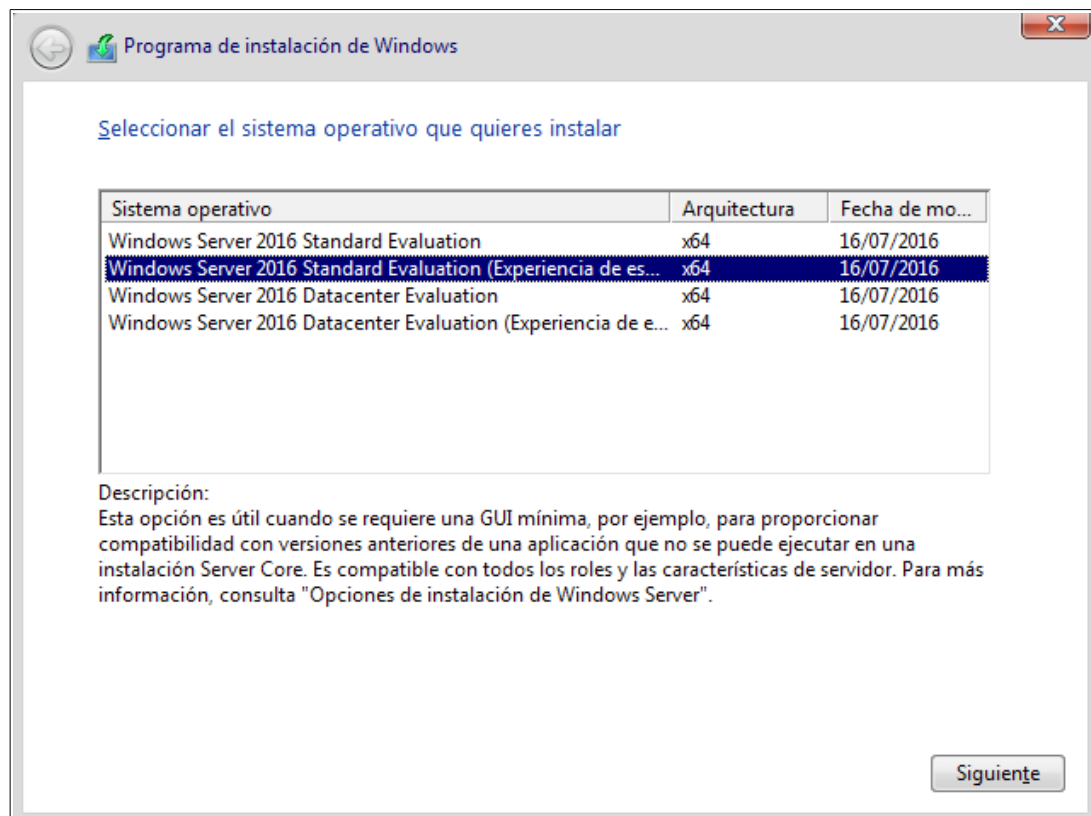 Programa de instalación de Windows
Seleccionar el sistema operativo que quieres instalar
Sistema operativo Arquitectura Fecha de mo...
Windows Server 2016 Standard Evaluation x64 16/07/2016
Windows Server 2016 Standard Evaluation (Experiencia de es... x64 16/07/2016
Windows Server 2016 Datacenter Evaluation x64 16/07/2016
Windows Server 2016 Datacenter Evaluation (Experiencia de e... x64 16/07/2016
Descripción:
Esta opción es útil cuando se requiere una GUI mínima, por ejemplo, para proporcionar
compatibilidad con versiones anteriores de una aplicación que no se puede ejecutar en una
instalación Server Core. Es compatible con todos los roles y las características de servidor. Para más
información, consulta "Opciones de instalación de Windows Server".
Siguiente